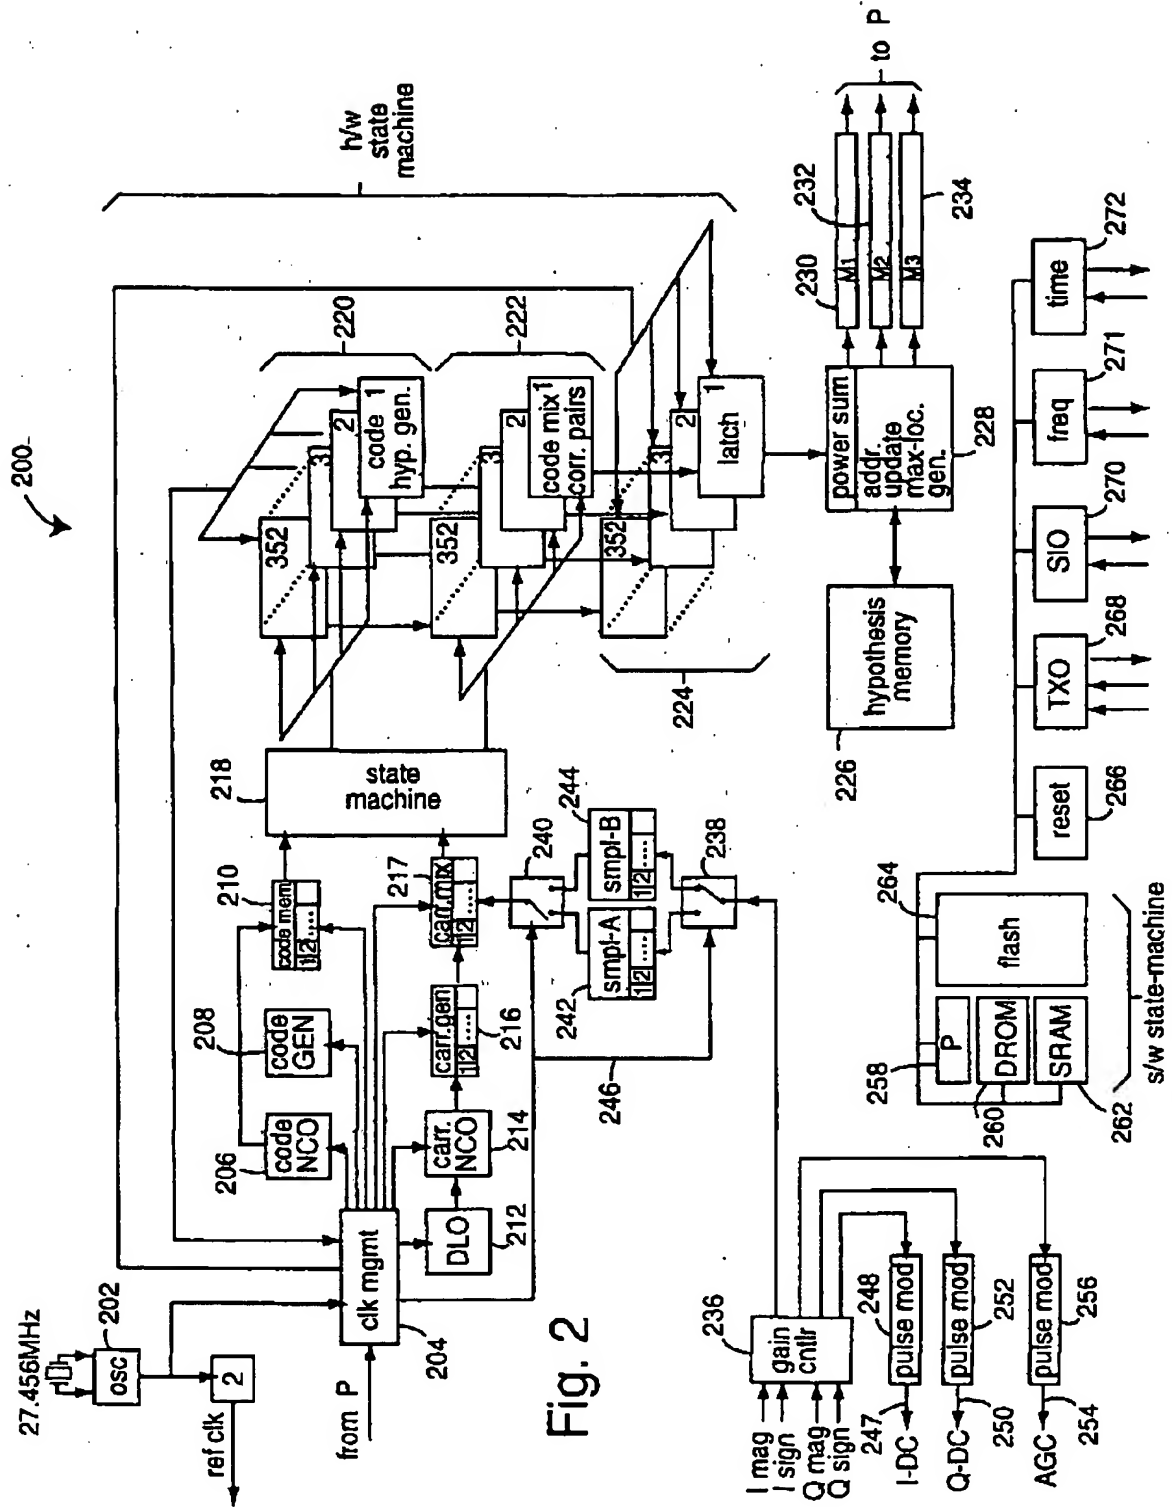 200
27.456MHz
202
osc
2
ref clk
from P
204
clk mgmt
206
code NCO
208
code GEN
210
code mem
1 2 ....
DLO
212
carr. NCO
214
carr.gen
1 2 ....
216
217
carr.mix
1 2 ....
218
state machine
352
3
2
1
code hyp. gen.
220
352
3
2
1
code mix corr. pairs
222
352
3
2
1
latch
224
h/w state machine
240
242
smpl-A
1 2 ....
244
smpl-B
1 2 ....
238
246
226
hypothesis memory
power sum
addr. update max-loc. gen.
228
230
M1
232
M2
M3
234
to P
Fig. 2
236
gain cntlr
I mag
I sign
Q mag
Q sign
247
I-DC
pulse mod
248
250
Q-DC
pulse mod
252
254
AGC
pulse mod
256
258
P
DROM
260
SRAM
262
264
flash
s/w state-machine
reset
266
TXO
268
SIO
270
freq
271
time
272